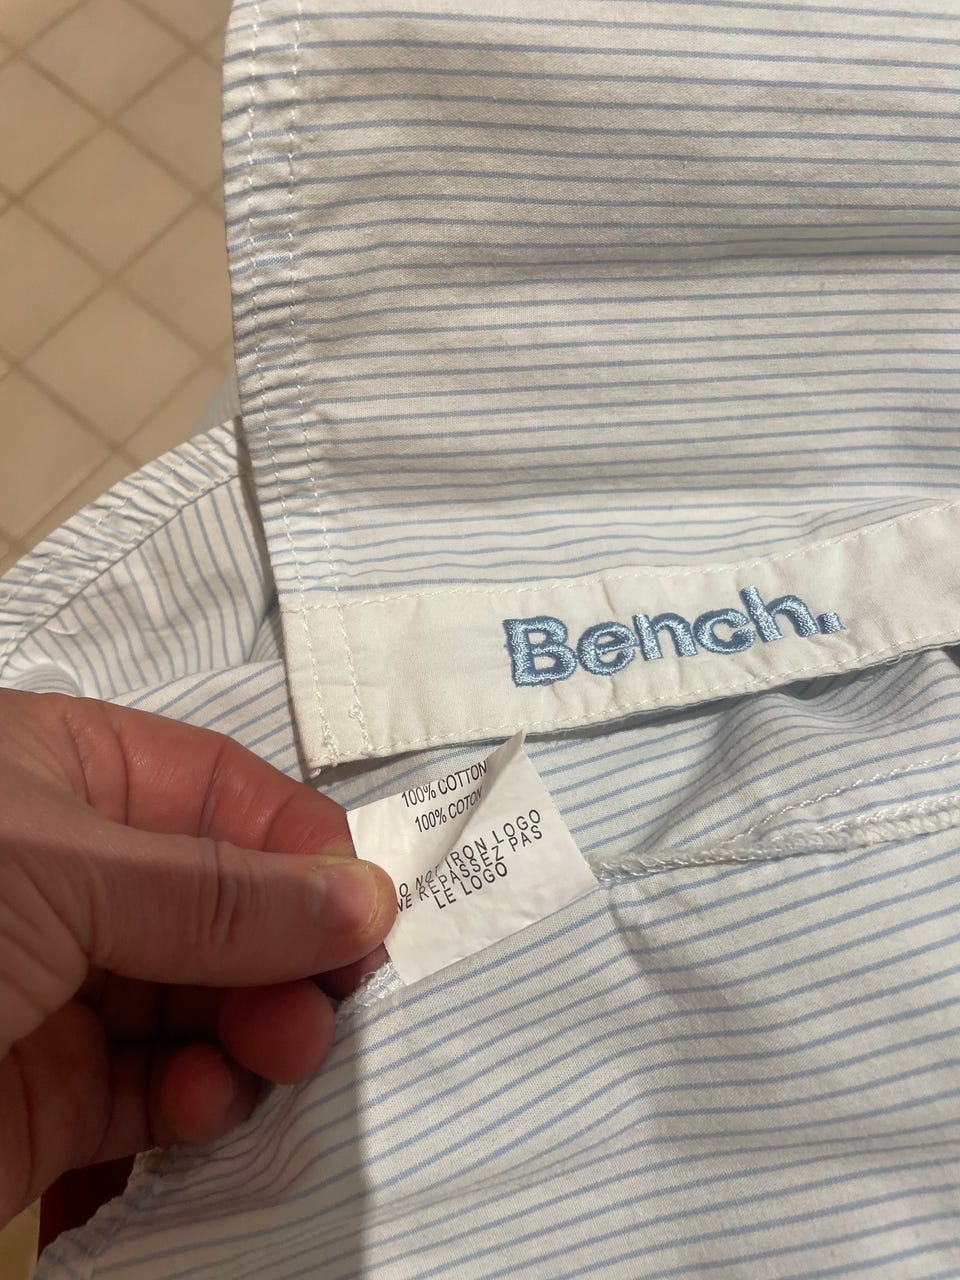 Bench.
100% COTTON
100% COTON
DO NOT IRON LOGO
NE REPASSEZ PAS
LE LOGO